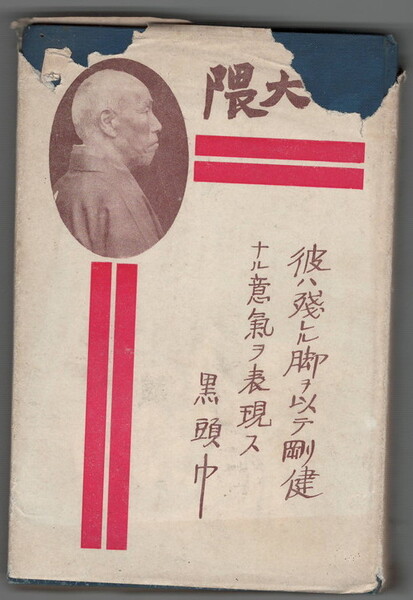 大隈
彼ハ残レル脚ヲ以テ剛健
ナル意氣ヲ表現ス
黒頭巾